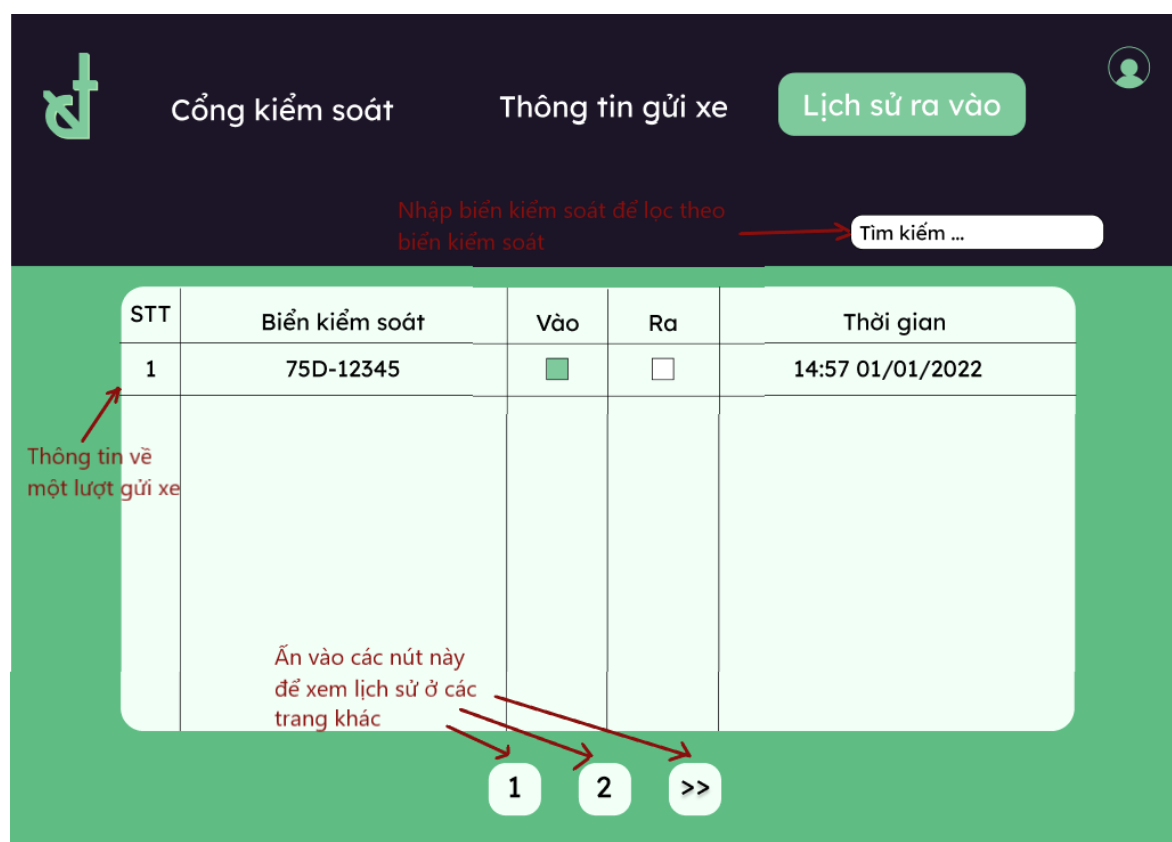 Cổng kiểm soát
Thông tin gửi xe
Lịch sử ra vào
Nhập biển kiểm soát để lọc theo
biển kiểm soát
Tìm kiếm ...
STT
Biển kiểm soát
Vào
Ra
Thời gian
1
75D-12345
14:57 01/01/2022
Thông tin về
một lượt gửi xe
Ấn vào các nút này
để xem lịch sử ở các
trang khác
1
2
>>